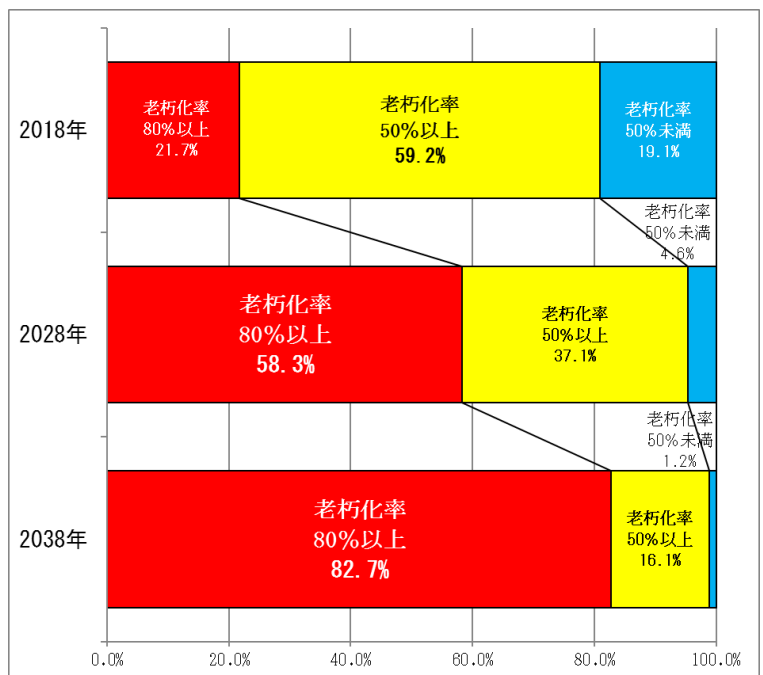 2018年
老朽化率
80%以上
21.7%
老朽化率
50%以上
59.2%
老朽化率
50%未満
19.1%
老朽化率
50%未満
4.6%
2028年
老朽化率
80%以上
58.3%
老朽化率
50%以上
37.1%
老朽化率
50%未満
1.2%
2038年
老朽化率
80%以上
82.7%
老朽化率
50%以上
16.1%
0.0% 20.0% 40.0% 60.0% 80.0% 100.0%